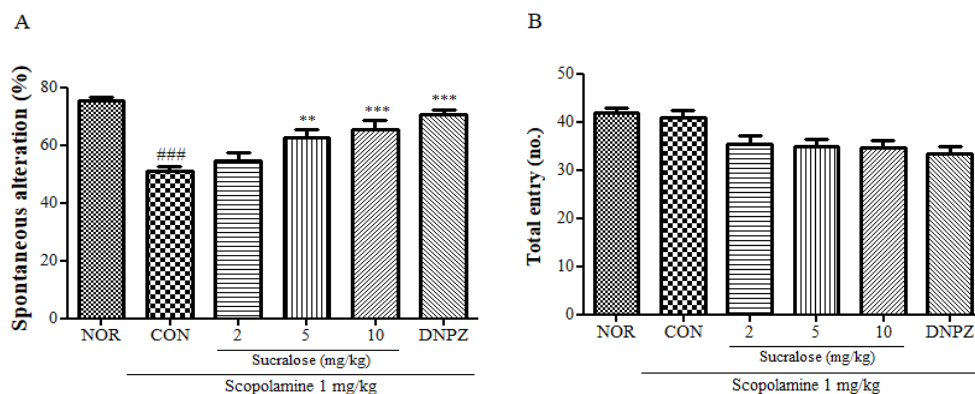 A
Spontaneous alteration (%)
80
60
40
20
0
###
**
***
***
NOR
CON
2
5
10
DNPZ
Sucralose (mg/kg)
Scopolamine 1 mg/kg
B
Total entry (no.)
50
40
30
20
10
0
NOR
CON
2
5
10
DNPZ
Sucralose (mg/kg)
Scopolamine 1 mg/kg